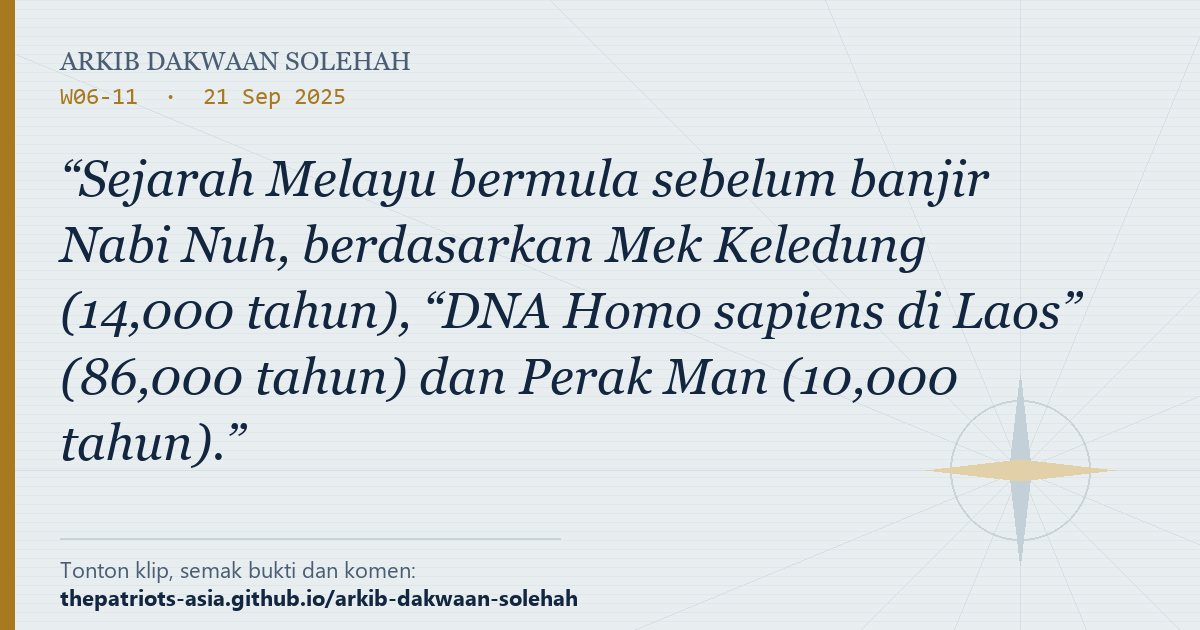 ARKIB DAKWAAN SOLEHAH
W06-11 · 21 Sep 2025
“Sejarah Melayu bermula sebelum banjir
Nabi Nuh, berdasarkan Mek Keledung
(14,000 tahun), “DNA Homo sapiens di Laos”
(86,000 tahun) dan Perak Man (10,000
tahun).”
Tonton klip, semak bukti dan komen:
thepatriots-asia.github.io/arkib-dakwaan-solehah